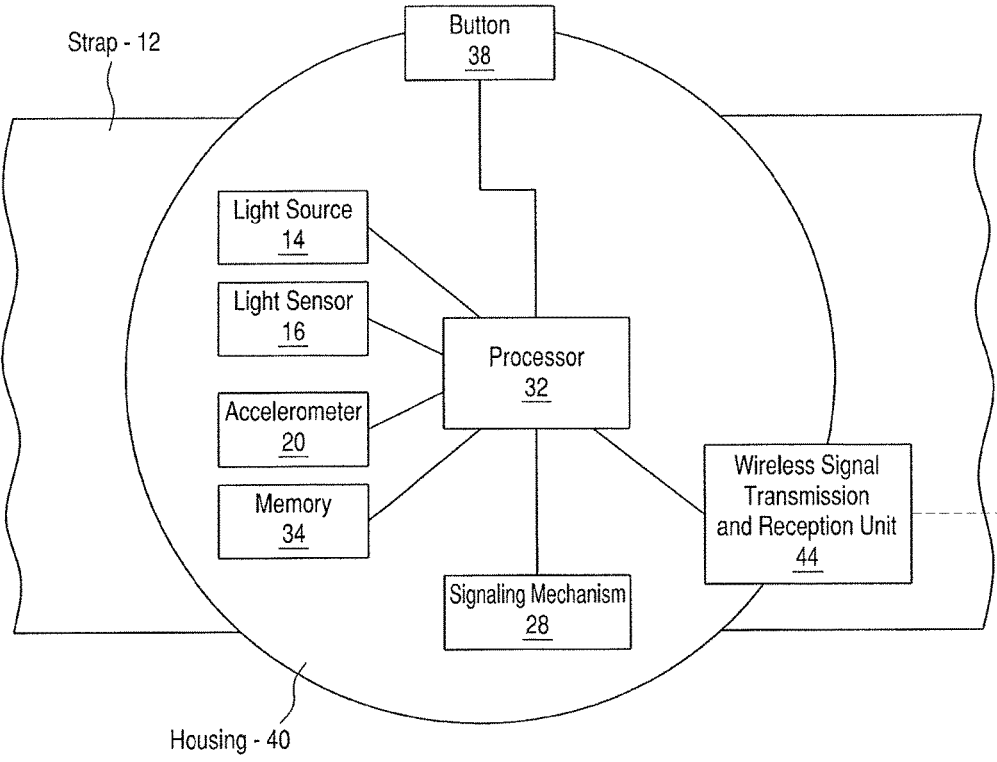 Button
38
Strap - 12
Light Source
14
Light Sensor
16
Processor
32
Accelerometer
20
Memory
34
Wireless Signal
Transmission
and Reception Unit
44
Signaling Mechanism
28
Housing - 40